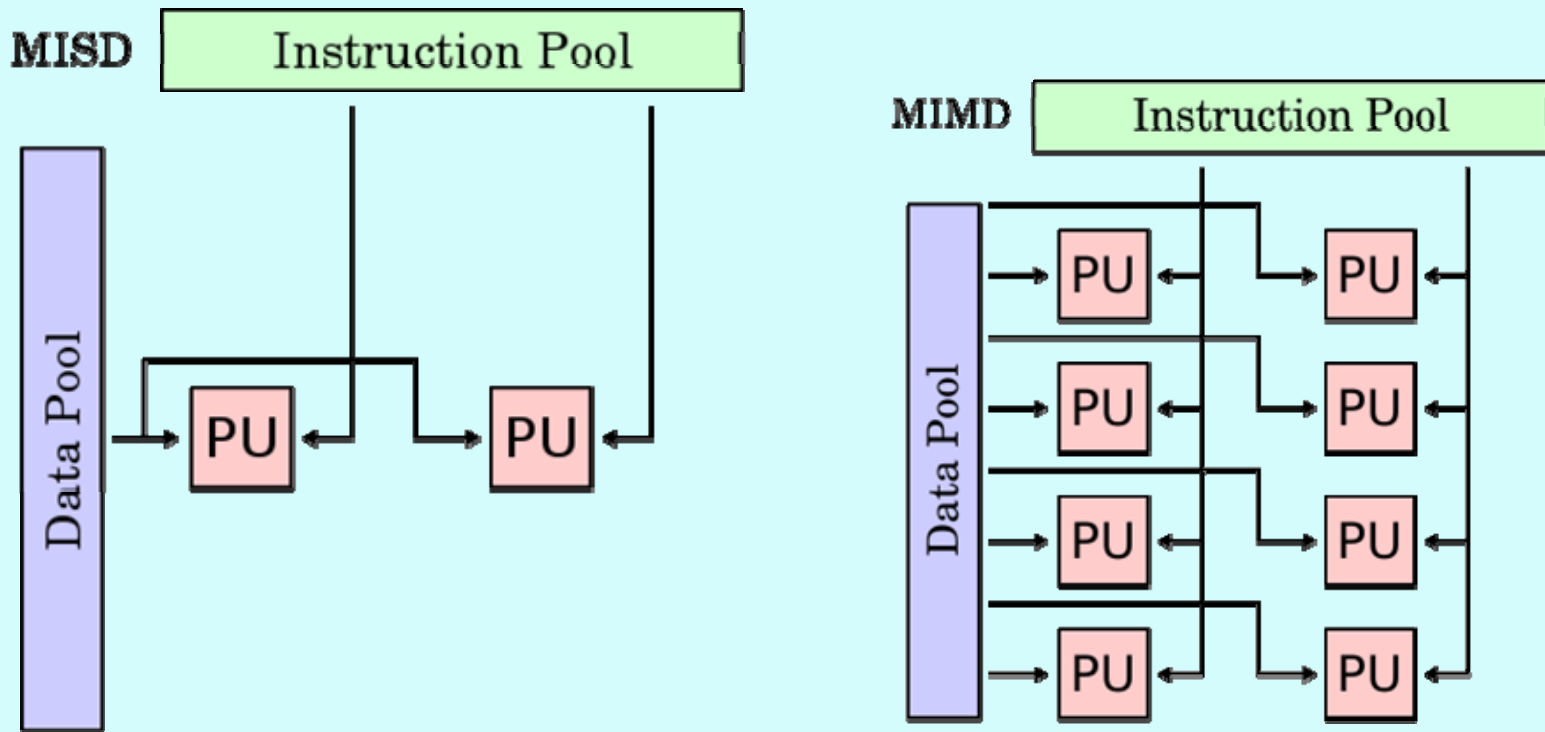 MISD
Instruction Pool
Data Pool
PU
PU
MIMD
Instruction Pool
Data Pool
PU
PU
PU
PU
PU
PU
PU
PU